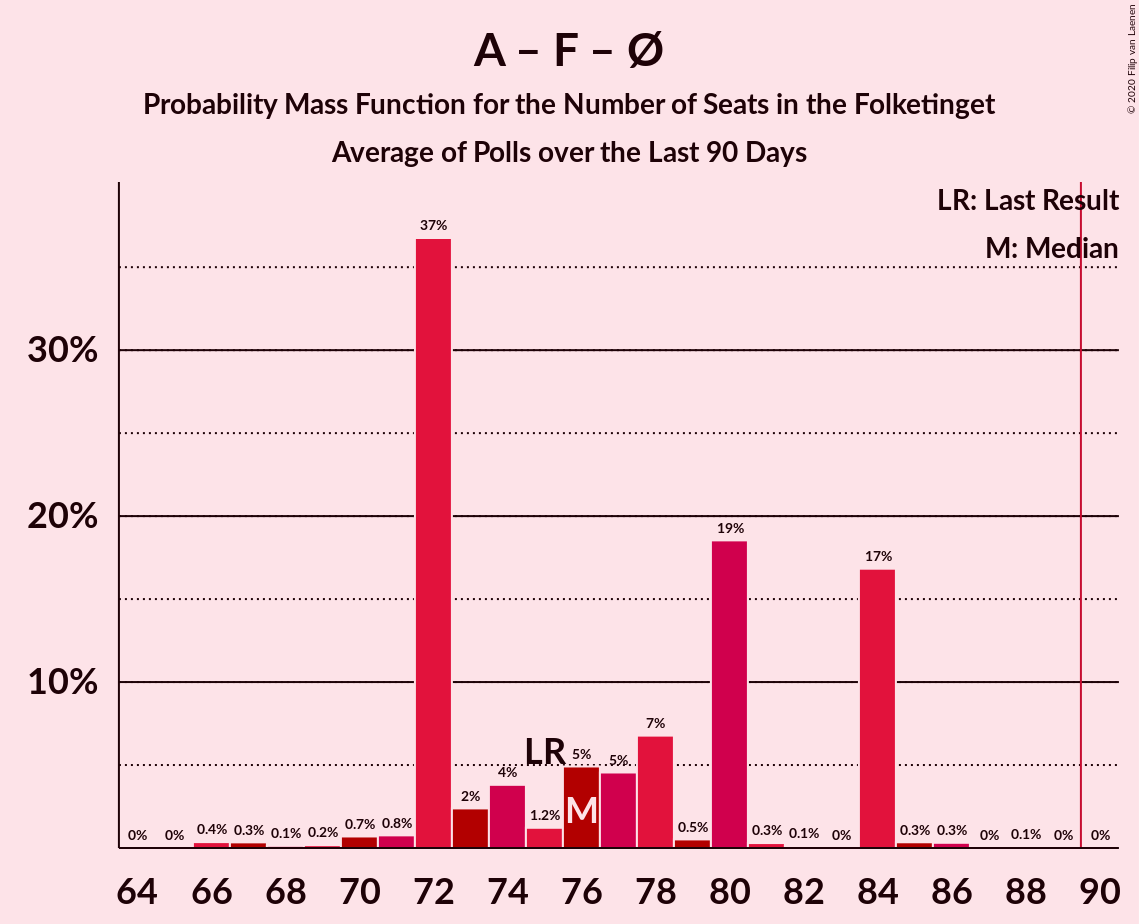 A – F – Ø
Probability Mass Function for the Number of Seats in the Folketinget
Average of Polls over the Last 90 Days
© 2020 Filip van Laenen
LR: Last Result
M: Median
30%
20%
10%
0% 0% 0.4% 0.3% 0.1% 0.2% 0.7% 0.8% 37% 2% 4% 1.2% 5% 5% 7% 0.5% 19% 0.3% 0.1% 0% 17% 0.3% 0.3% 0% 0.1% 0% 0%
LR
M
64 66 68 70 72 74 76 78 80 82 84 86 88 90